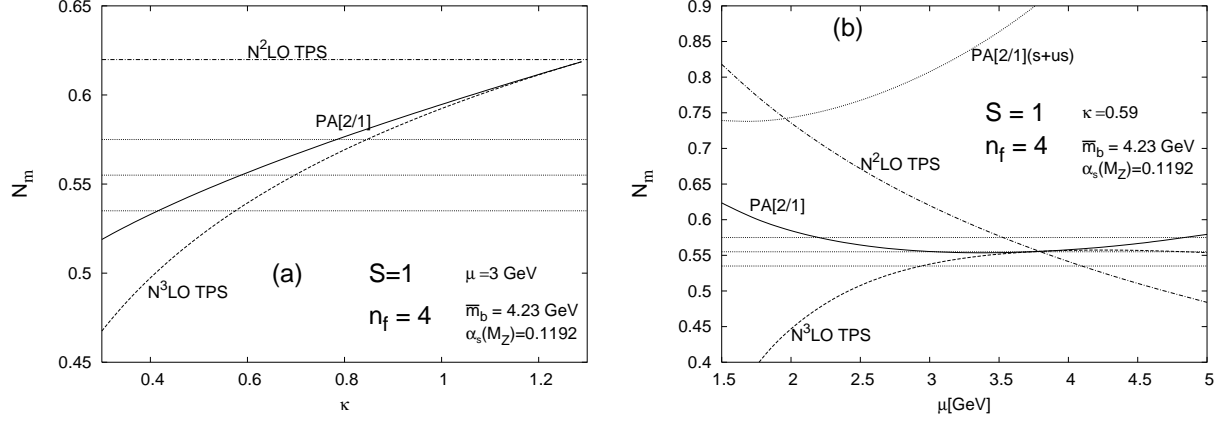 (a)
N_m
0.65
0.6
0.55
0.5
0.45
N²LO TPS
PA[2/1]
N³LO TPS
(a)
S=1
μ =3 GeV
n_f = 4
m̅_b = 4.23 GeV
α_s(M_Z)=0.1192
0.4 0.6 0.8 1 1.2
κ
N_m
0.9
0.85
0.8
0.75
0.7
0.65
0.6
0.55
0.5
0.45
0.4
(b)
PA[2/1](s+us)
S = 1
κ =0.59
n_f = 4
m̅_b = 4.23 GeV
α_s(M_Z)=0.1192
N²LO TPS
PA[2/1]
N³LO TPS
1.5 2 2.5 3 3.5 4 4.5 5
μ[GeV]